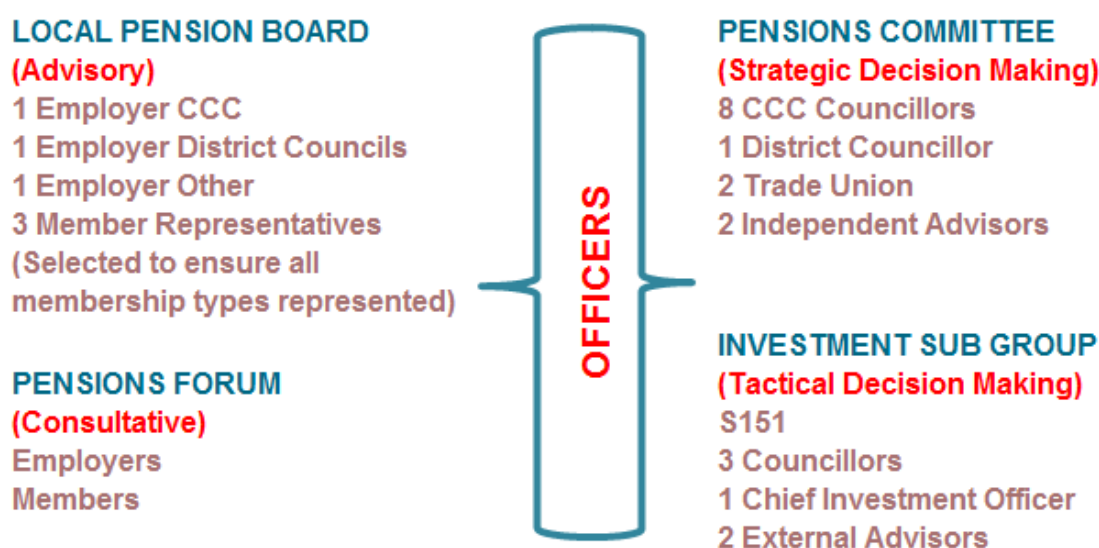 LOCAL PENSION BOARD
(Advisory)
1 Employer CCC
1 Employer District Councils
1 Employer Other
3 Member Representatives
(Selected to ensure all
membership types represented)
PENSIONS FORUM
(Consultative)
Employers
Members
OFFICERS
PENSIONS COMMITTEE
(Strategic Decision Making)
8 CCC Councillors
1 District Councillor
2 Trade Union
2 Independent Advisors
INVESTMENT SUB GROUP
(Tactical Decision Making)
S151
3 Councillors
1 Chief Investment Officer
2 External Advisors